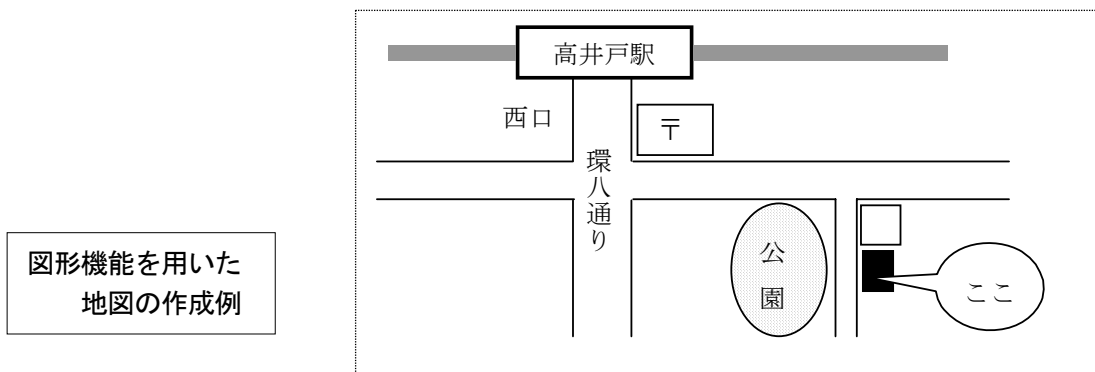 高井戸駅
西口
〒
環八通り
公園
ここ
図形機能を用いた
地図の作成例